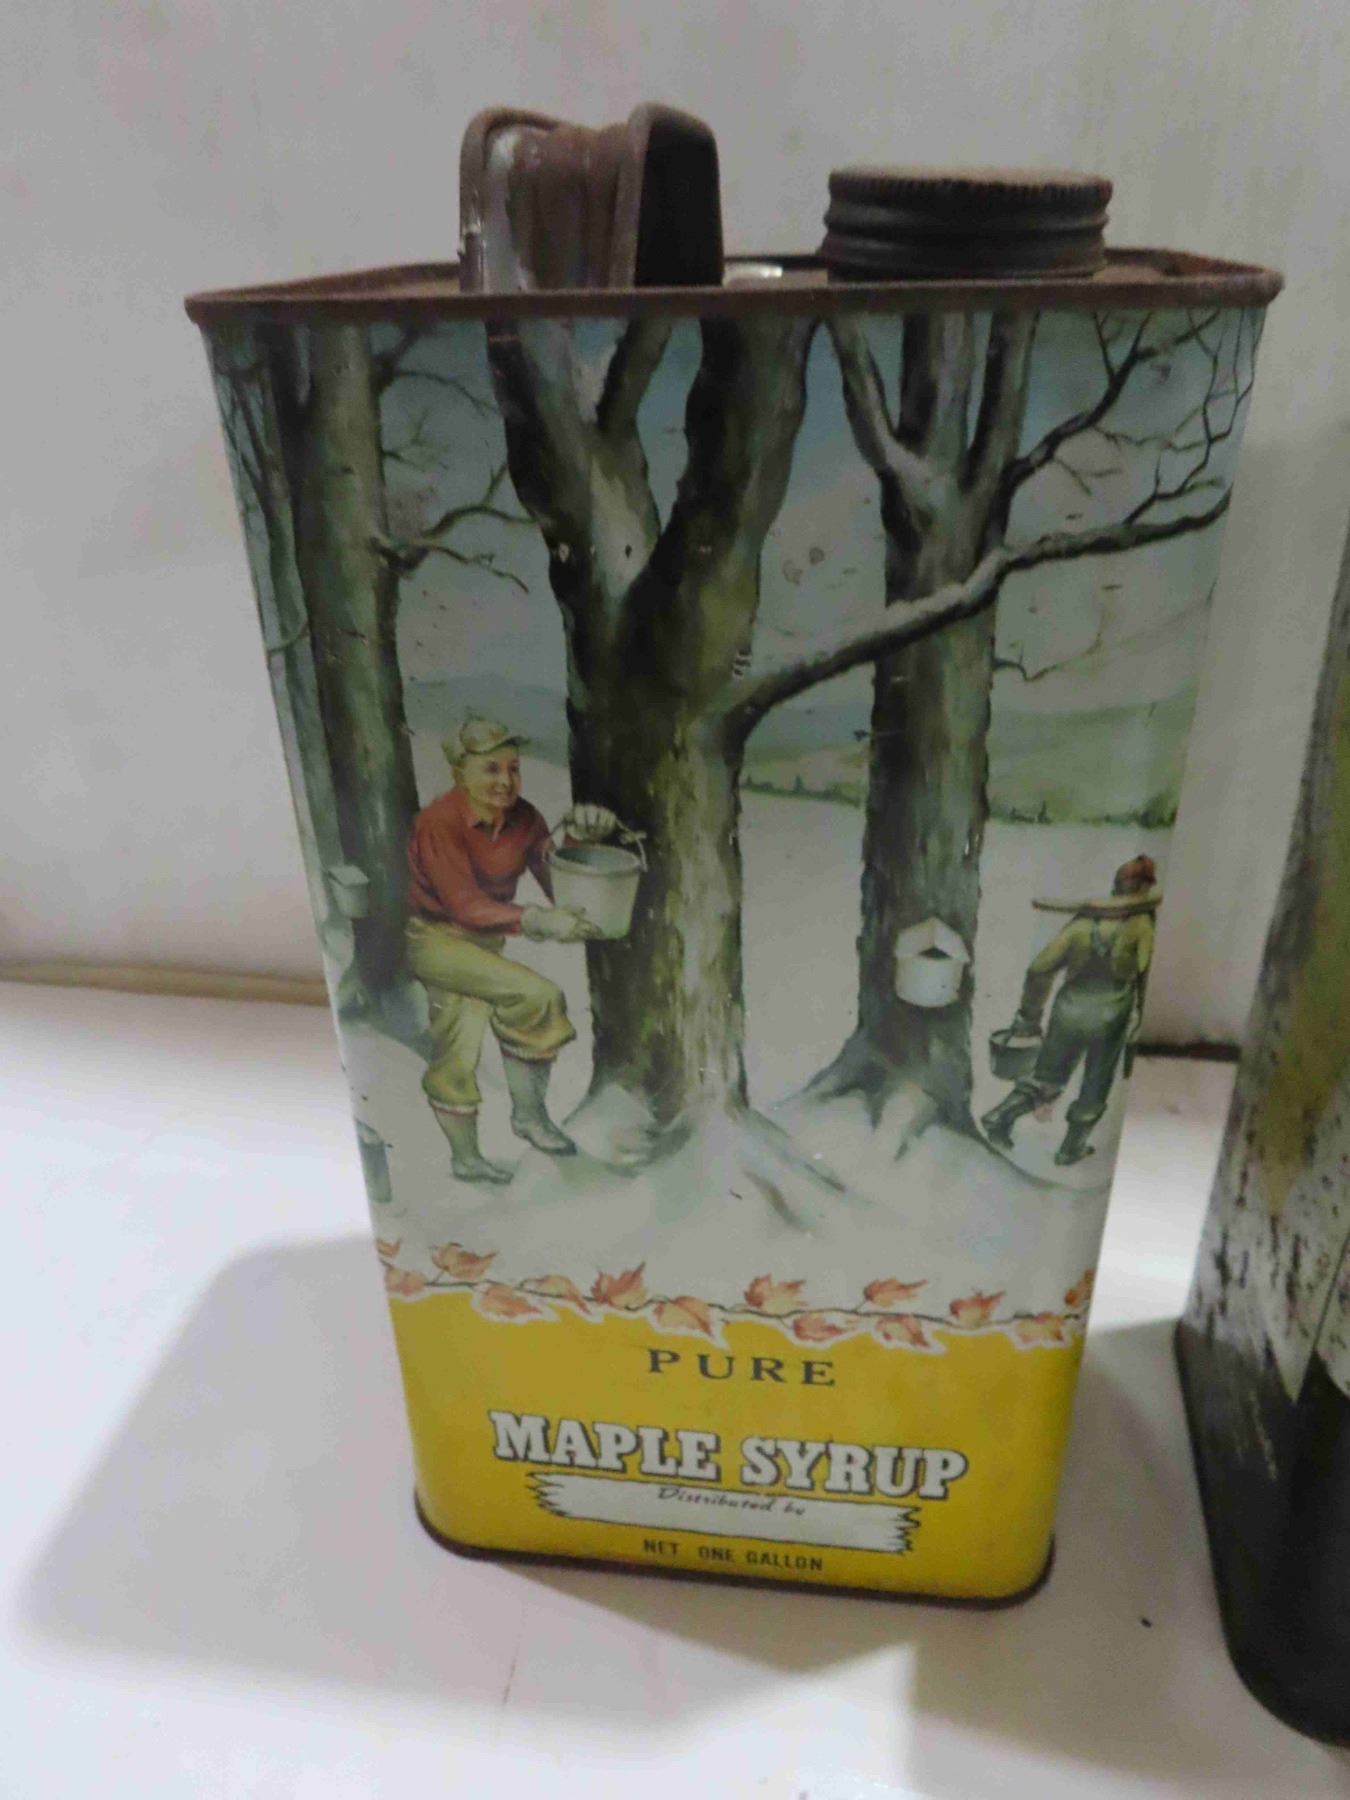 PURE
MAPLE SYRUP
Distributed by
NET ONE GALLON